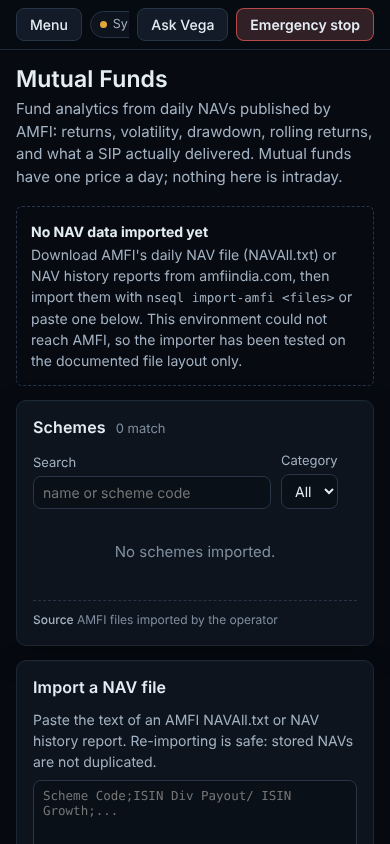 Menu
Sy
Ask Vega
Emergency stop
Mutual Funds
Fund analytics from daily NAVs published by
AMFI: returns, volatility, drawdown, rolling returns,
and what a SIP actually delivered. Mutual funds
have one price a day; nothing here is intraday.
No NAV data imported yet
Download AMFI's daily NAV file (NAVAll.txt) or
NAV history reports from amfiindia.com, then
import them with nseql import-amfi <files> or
paste one below. This environment could not
reach AMFI, so the importer has been tested on
the documented file layout only.
Schemes 0 match
Search
Category
name or scheme code
All
No schemes imported.
Source AMFI files imported by the operator
Import a NAV file
Paste the text of an AMFI NAVAll.txt or NAV
history report. Re-importing is safe: stored NAVs
are not duplicated.
Scheme Code;ISIN Div Payout/ ISIN
Growth;...